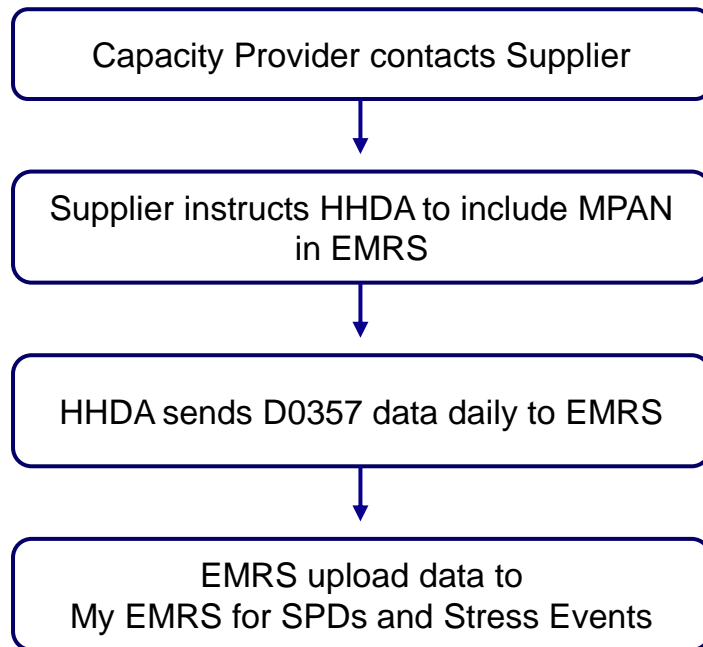 Capacity Provider contacts Supplier
Supplier instructs HHDA to include MPAN
in EMRS
HHDA sends D0357 data daily to EMRS
EMRS upload data to
My EMRS for SPDs and Stress Events